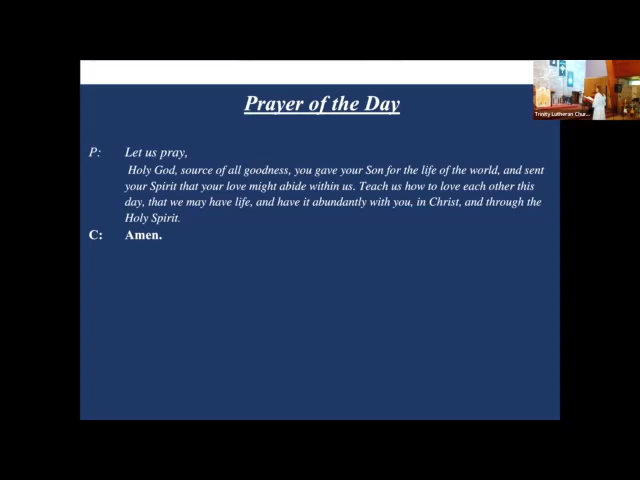 Prayer of the Day
Trinity Lutheran Chur...
P: Let us pray,
Holy God, source of all goodness, you gave your Son for the life of the world, and sent
your Spirit that your love might abide within us. Teach us how to love each other this
day, that we may have life, and have it abundantly with you, in Christ, and through the
Holy Spirit.
C: Amen.